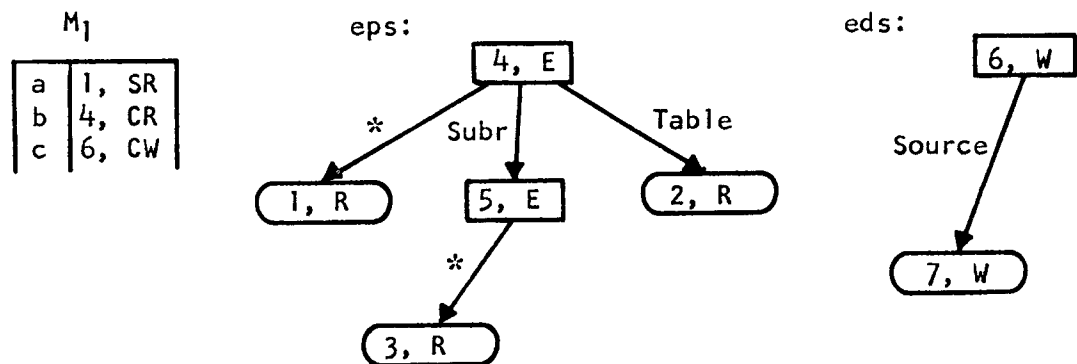 M1
a 1, SR
b 4, CR
c 6, CW
eps:
4, E
* Subr Table
1, R 5, E 2, R
*
3, R
eds:
6, W
Source
7, W